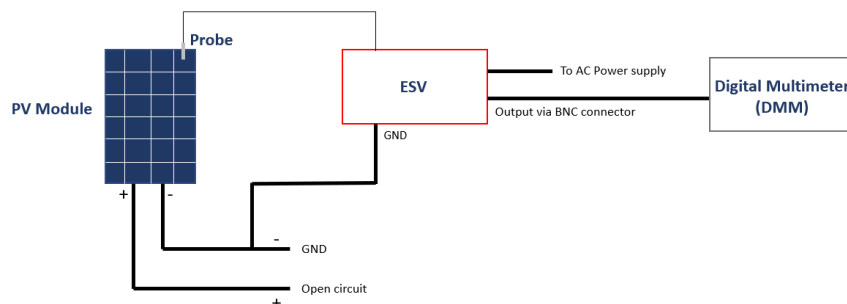 Probe
PV Module
ESV
To AC Power supply
Output via BNC connector
Digital Multimeter
(DMM)
GND
+
-
-
GND
Open circuit
+